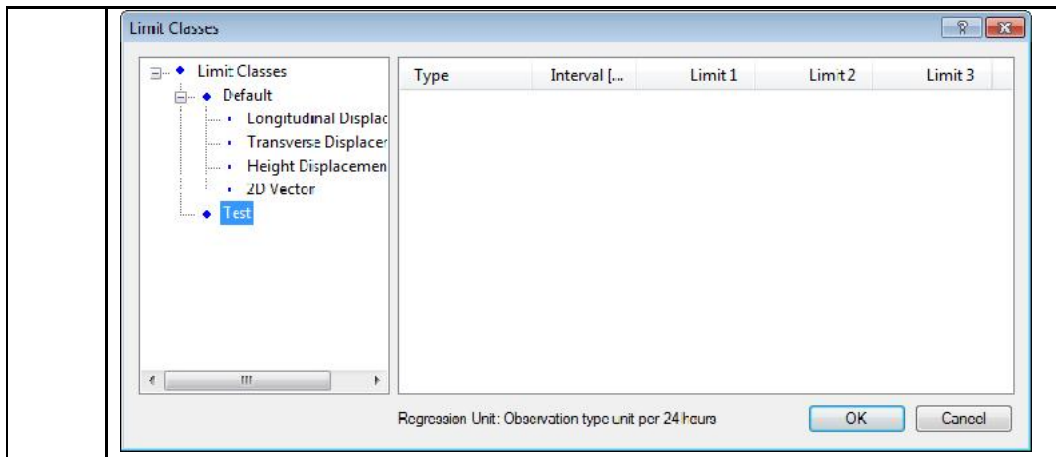 Limit Classes
Limit Classes
Default
Longitudinal Displac
Transverse Displacer
Height Displacemen
2D Vector
Test
Type Interval [... Limit 1 Limit 2 Limit 3
Regression Unit: Observation type unit per 24 hours
OK Cancel